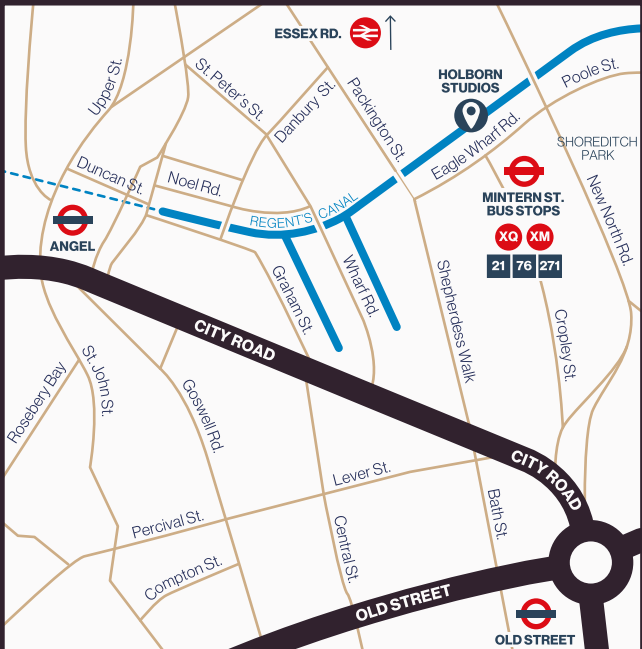 ESSEX RD.
Upper St.
St. Peter's St.
Danbury St.
Packington St.
HOLBORN
STUDIOS
Poole St.
Eagle Wharf Rd.
SHOREDITCH
PARK
Duncan St.
Noel Rd.
REGENT'S CANAL
MINTERN ST.
BUS STOPS
XQ XM
21 76 271
New North Rd.
ANGEL
Graham St.
Wharf Rd.
Shepherdess Walk
Cropley St.
CITY ROAD
Rosebery Bay
St. John St.
Goswell Rd.
CITY ROAD
Lever St.
Percival St.
Central St.
Bath St.
Compton St.
OLD STREET
OLD STREET